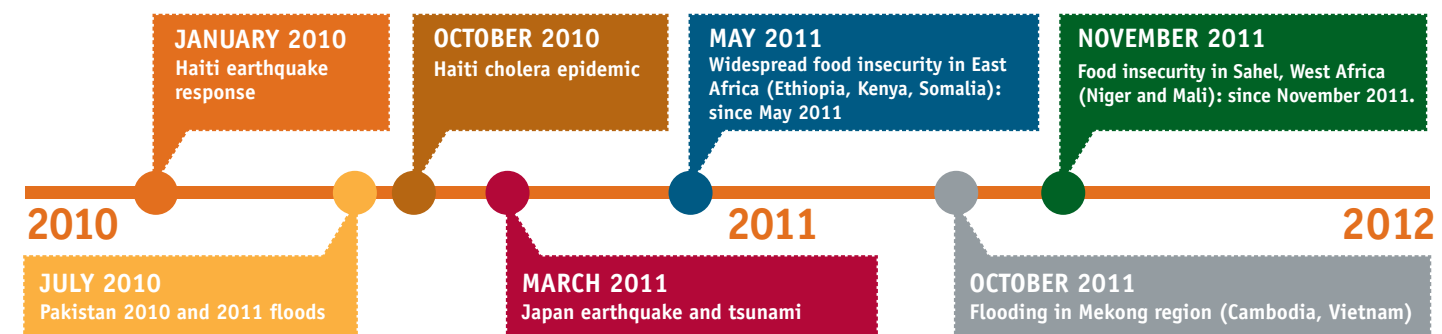 JANUARY 2010
Haiti earthquake
response
OCTOBER 2010
Haiti cholera epidemic
MAY 2011
Widespread food insecurity in East
Africa (Ethiopia, Kenya, Somalia):
since May 2011
NOVEMBER 2011
Food insecurity in Sahel, West Africa
(Niger and Mali): since November 2011.
2010
2011
2012
JULY 2010
Pakistan 2010 and 2011 floods
MARCH 2011
Japan earthquake and tsunami
OCTOBER 2011
Flooding in Mekong region (Cambodia, Vietnam)